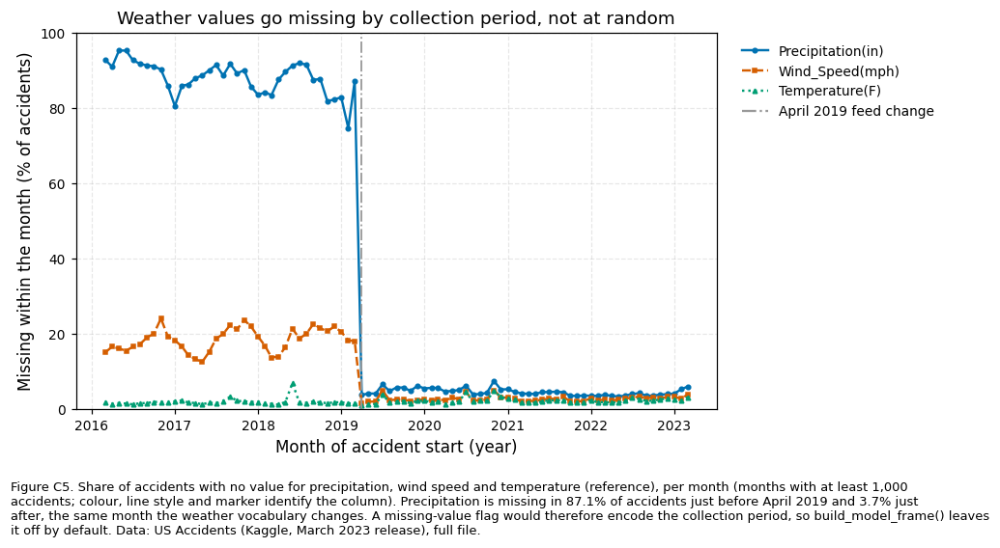 Weather values go missing by collection period, not at random
Missing within the month (% of accidents)
100
80
60
40
20
0
2016 2017 2018 2019 2020 2021 2022 2023
Month of accident start (year)
Precipitation(in)
Wind_Speed(mph)
Temperature(F)
April 2019 feed change
Figure C5. Share of accidents with no value for precipitation, wind speed and temperature (reference), per month (months with at least 1,000
accidents; colour, line style and marker identify the column). Precipitation is missing in 87.1% of accidents just before April 2019 and 3.7% just
after, the same month the weather vocabulary changes. A missing-value flag would therefore encode the collection period, so build_model_frame() leaves
it off by default. Data: US Accidents (Kaggle, March 2023 release), full file.